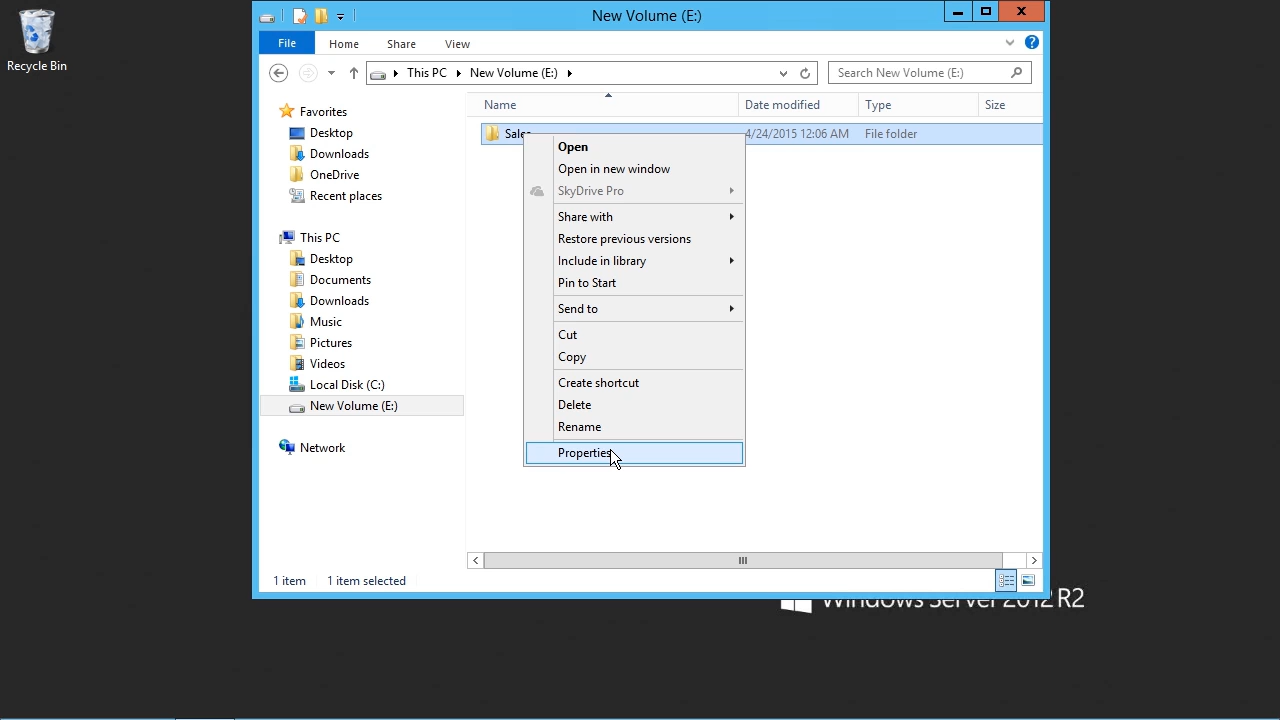 Recycle Bin
New Volume (E:)
File
Home
Share
View
This PC
New Volume (E:)
Search New Volume (E:)
Favorites
Desktop
Downloads
OneDrive
Recent places
This PC
Desktop
Documents
Downloads
Music
Pictures
Videos
Local Disk (C:)
New Volume (E:)
Network
Name
Date modified
Type
Size
Sales
4/24/2015 12:06 AM
File folder
Open
Open in new window
SkyDrive Pro
Share with
Restore previous versions
Include in library
Pin to Start
Send to
Cut
Copy
Create shortcut
Delete
Rename
Properties
1 item
1 item selected
Windows Server 2012 R2